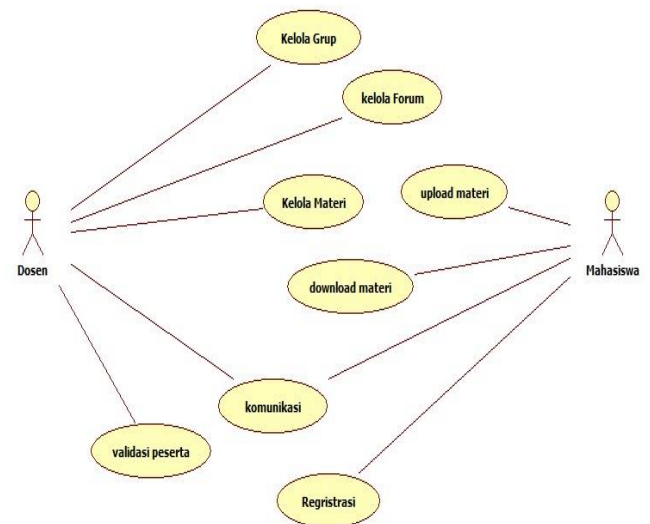 Kelola Grup
kelola Forum
upload materi
Kelola Materi
Dosen
Mahasiswa
download materi
komunikasi
validasi peserta
Regristrasi